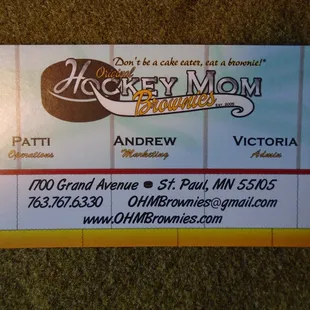 "Don't be a cake eater, eat a brownie!"
Original
Hockey Mom
Brownies
PATTI ANDREW VICTORIA
Operations Marketing Admin
1700 Grand Avenue St. Paul, MN 55105
763.767.6330 OHMBrownies@gmail.com
www.OHMBrownies.com